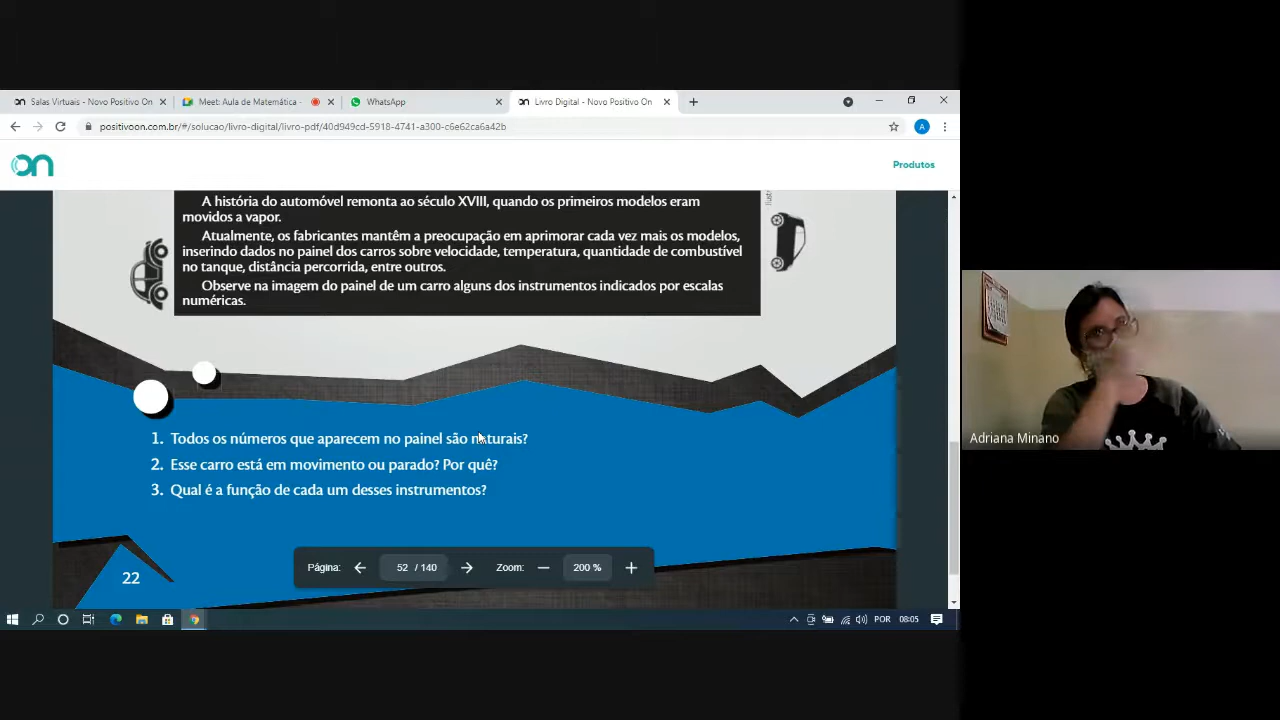 Salas Virtuais - Novo Positivo On
Meet: Aula de Matemática -
WhatsApp
Livro Digital - Novo Positivo On
positivoon.com.br/#/solucao/livro-digital/livro-pdf/40d949cd-5918-4741-a300-c6e62ca6a42b
A
on
Produtos
A história do automóvel remonta ao século XVIII, quando os primeiros modelos eram
movidos a vapor.
Atualmente, os fabricantes mantêm a preocupação em aprimorar cada vez mais os modelos,
inserindo dados no painel dos carros sobre velocidade, temperatura, quantidade de combustível
no tanque, distância percorrida, entre outros.
Observe na imagem do painel de um carro alguns dos instrumentos indicados por escalas
numéricas.
1. Todos os números que aparecem no painel são naturais?
2. Esse carro está em movimento ou parado? Por quê?
3. Qual é a função de cada um desses instrumentos?
22
Página: 52 / 140 Zoom: 200 %
POR 08:05
Adriana Minano